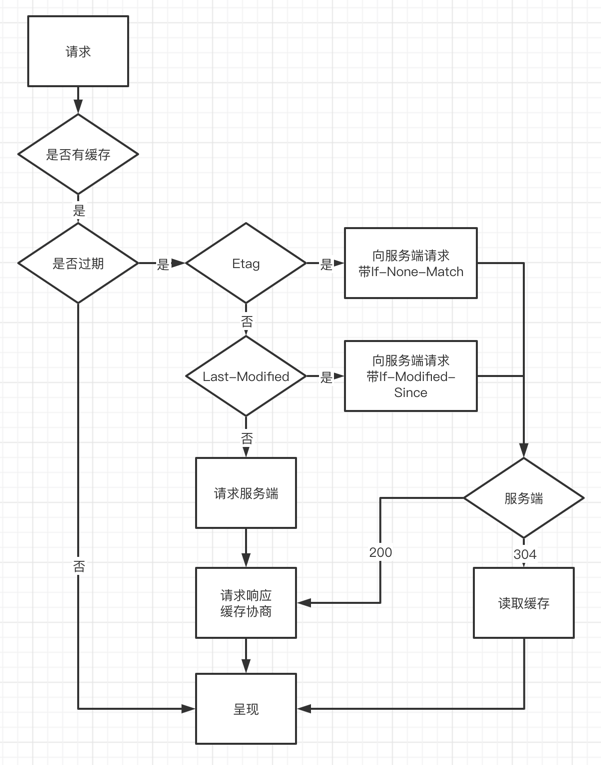 请求
是否有缓存
是
是否过期
是
Etag
是
向服务端请求
带If-None-Match
否
Last-Modified
是
向服务端请求
带If-Modified-
Since
否
请求服务端
服务端
200
304
否
请求响应
缓存协商
读取缓存
呈现